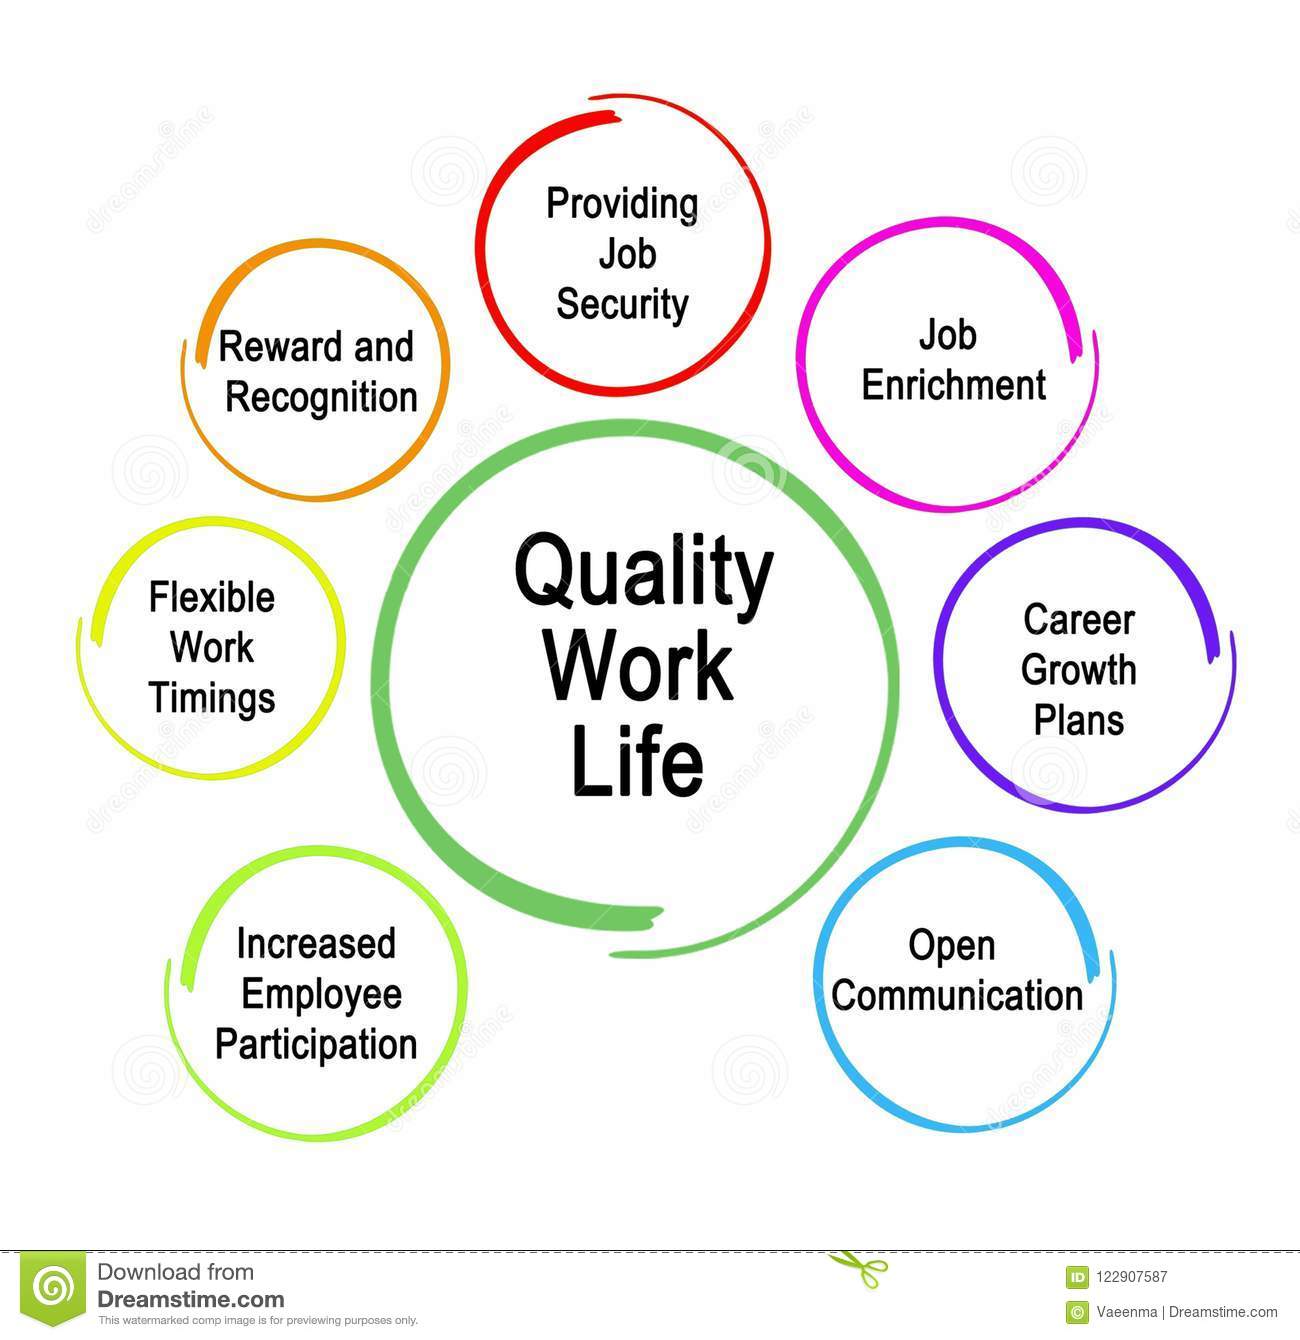 Providing
Job
Security
Job
Enrichment
Reward and
Recognition
Quality
Work
Life
Flexible
Work
Timings
Career
Growth
Plans
Increased
Employee
Participation
Open
Communication
Download from
Dreamstime.com
This watermarked comp image is for previewing purposes only.
ID 122907587
© Vaeenma | Dreamstime.com
dreamstime